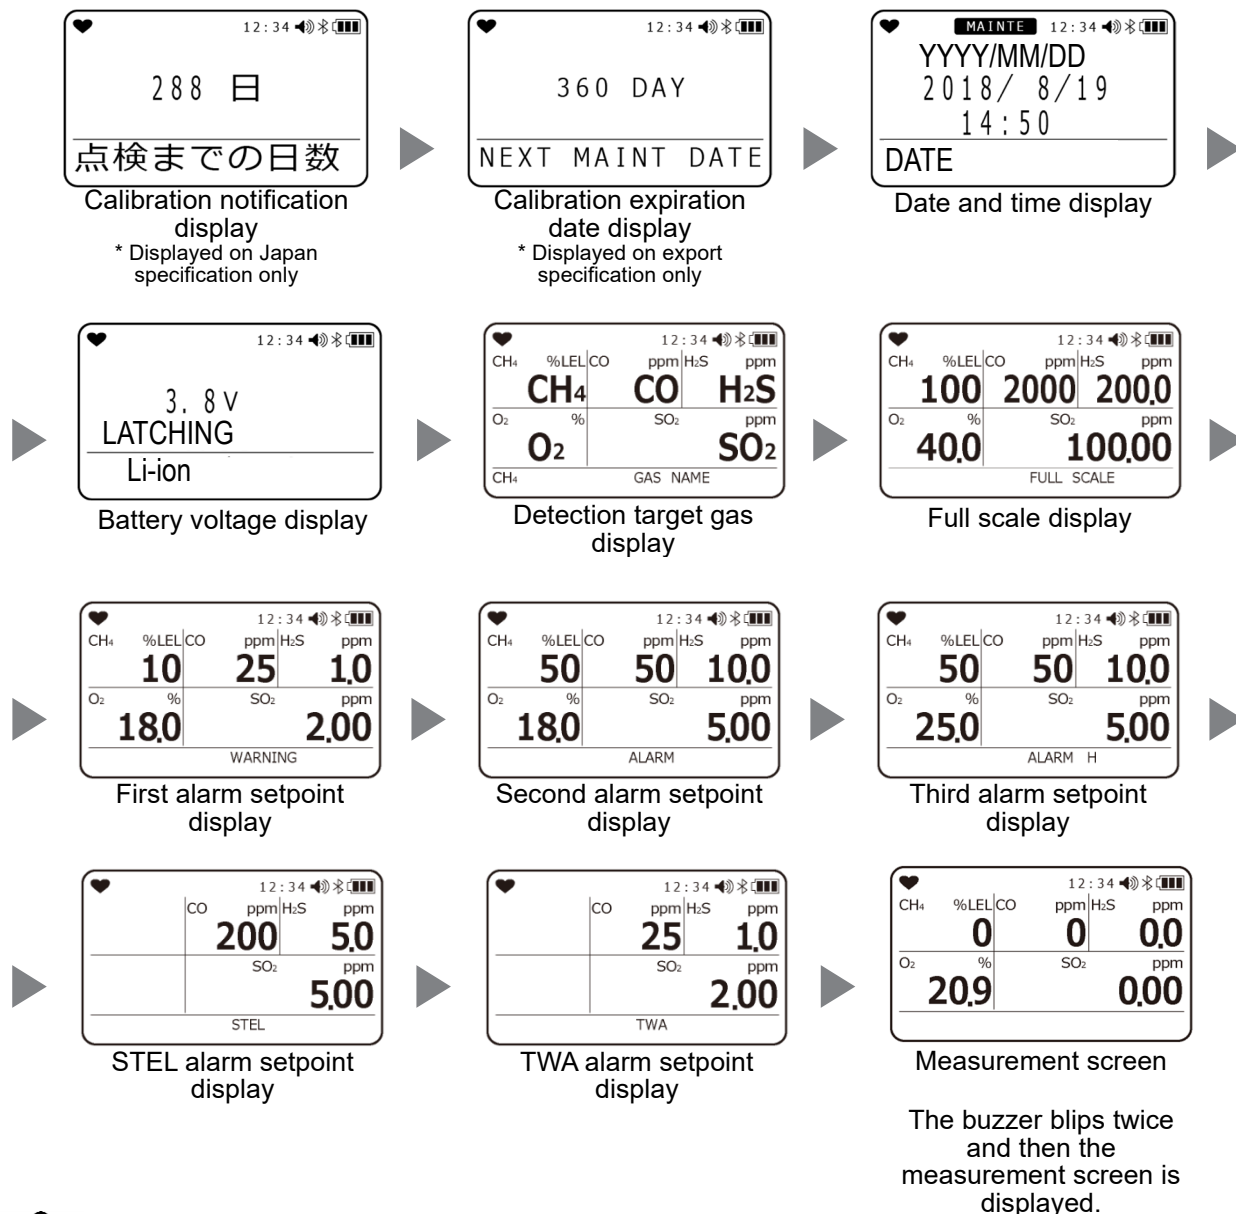 12:34
288 日
点検までの日数
Calibration notification
display
* Displayed on Japan
specification only
12:34
360 DAY
NEXT MAINT DATE
Calibration expiration
date display
* Displayed on export
specification only
MAINTE 12:34
YYYY/MM/DD
2018/ 8/19
14:50
DATE
Date and time display
12:34
3. 8V
LATCHING
Li-ion
Battery voltage display
12:34
CH₄ %LEL CO ppm H₂S ppm
CH₄ CO H₂S
O₂ % SO₂ ppm
O₂ SO₂
CH₄ GAS NAME
Detection target gas
display
12:34
CH₄ %LEL CO ppm H₂S ppm
100 2000 200.0
O₂ % SO₂ ppm
40.0 100.00
FULL SCALE
Full scale display
12:34
CH₄ %LEL CO ppm H₂S ppm
10 25 1.0
O₂ % SO₂ ppm
18.0 2.00
WARNING
First alarm setpoint
display
12:34
CH₄ %LEL CO ppm H₂S ppm
50 50 10.0
O₂ % SO₂ ppm
18.0 5.00
ALARM
Second alarm setpoint
display
12:34
CH₄ %LEL CO ppm H₂S ppm
50 50 10.0
O₂ % SO₂ ppm
25.0 5.00
ALARM H
Third alarm setpoint
display
12:34
CO ppm H₂S ppm
200 5.0
SO₂ ppm
5.00
STEL
STEL alarm setpoint
display
12:34
CO ppm H₂S ppm
25 1.0
SO₂ ppm
2.00
TWA
TWA alarm setpoint
display
12:34
CH₄ %LEL CO ppm H₂S ppm
0 0 0.0
O₂ % SO₂ ppm
20.9 0.00
Measurement screen
The buzzer blips twice
and then the
measurement screen is
displayed.